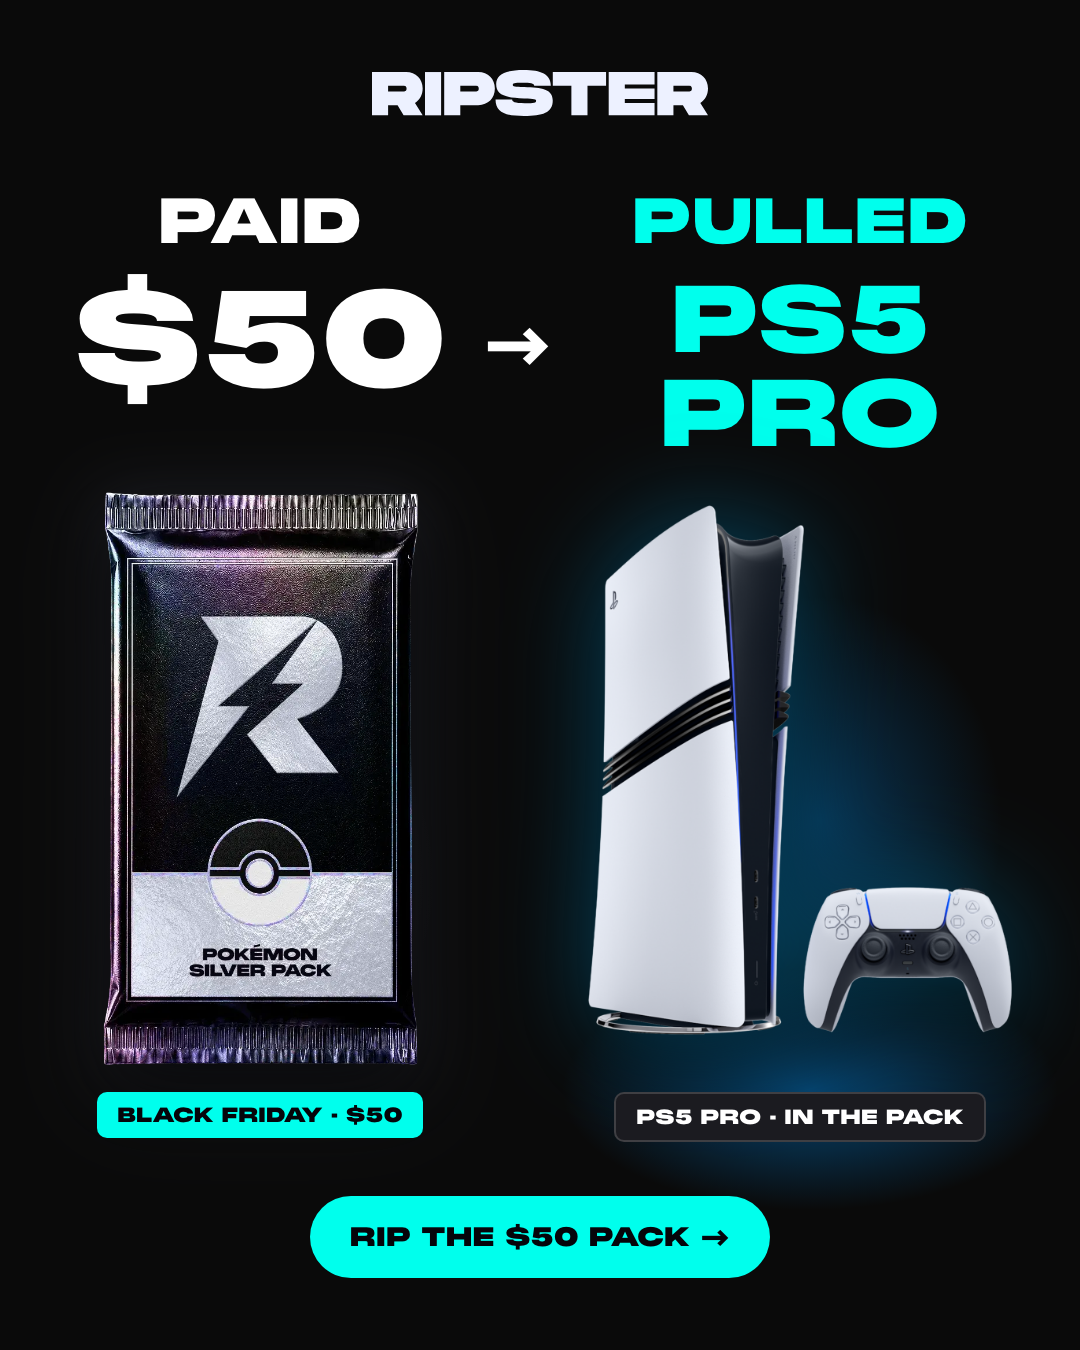 RIPSTER
PAID
$50
→
PULLED
PS5
PRO
POKÉMON
SILVER PACK
BLACK FRIDAY · $50
PS5 PRO · IN THE PACK
RIP THE $50 PACK →